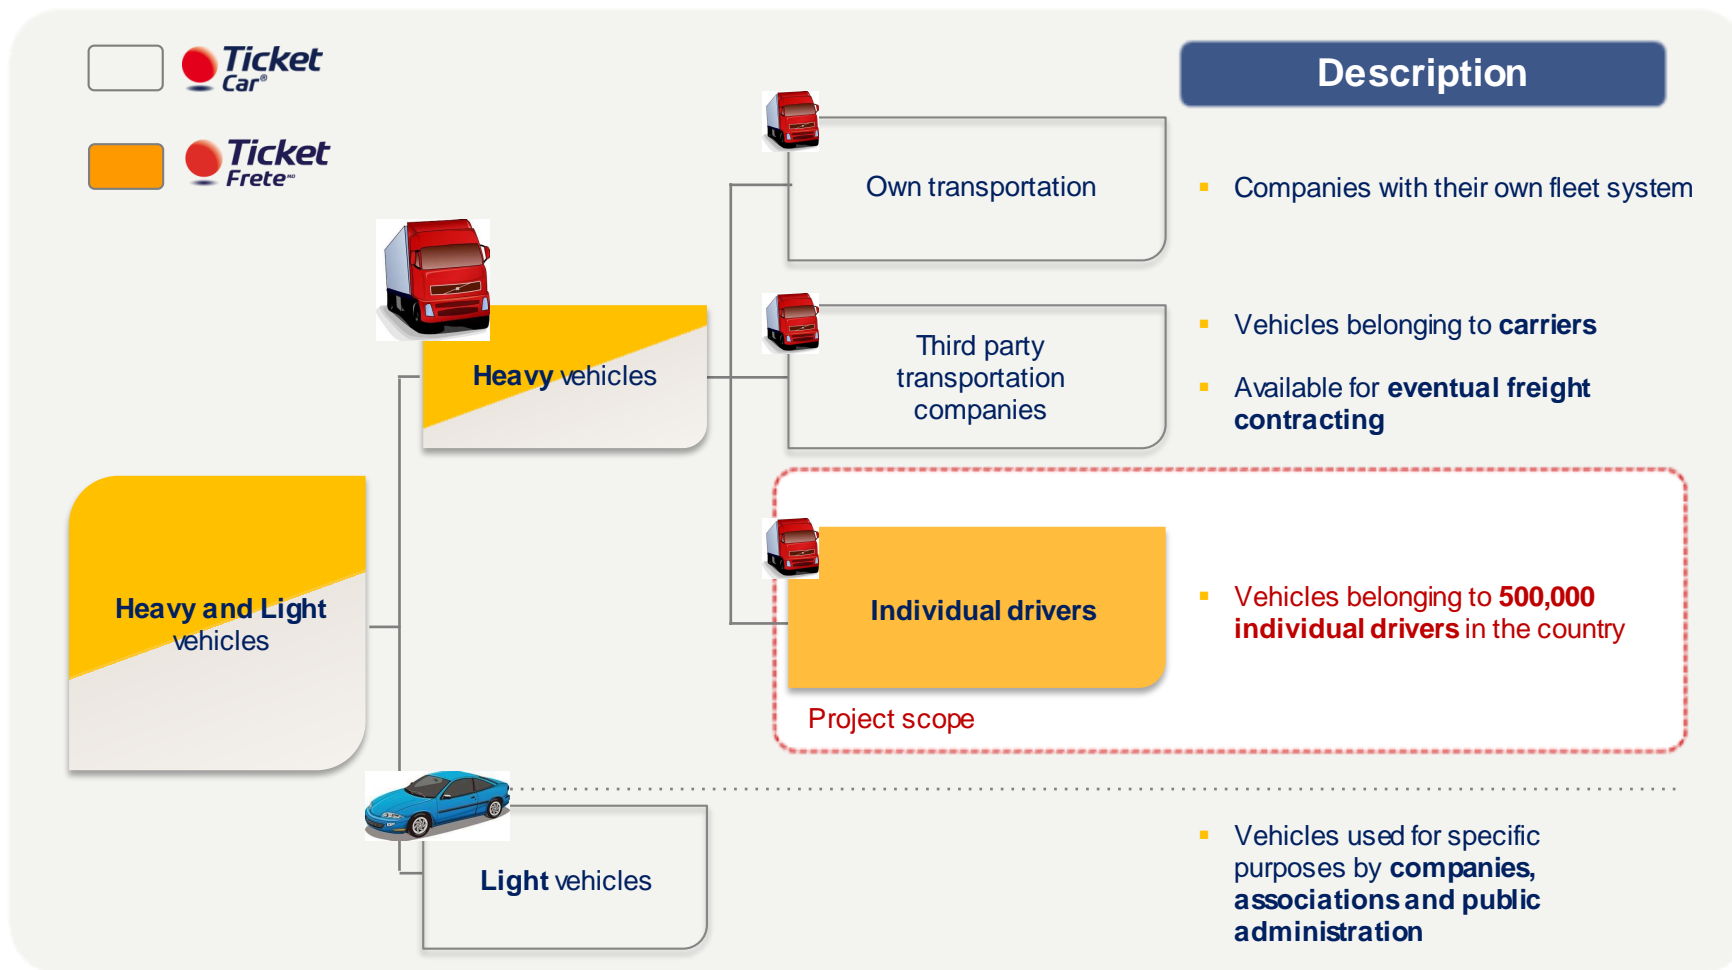 Ticket
Car®
Ticket
Frete
Description
Own transportation
Companies with their own fleet system
Heavy vehicles
Third party
transportation
companies
Vehicles belonging to carriers
Available for eventual freight
contracting
Heavy and Light
vehicles
Individual drivers
Vehicles belonging to 500,000
individual drivers in the country
Project scope
Light vehicles
Vehicles used for specific
purposes by companies,
associations and public
administration